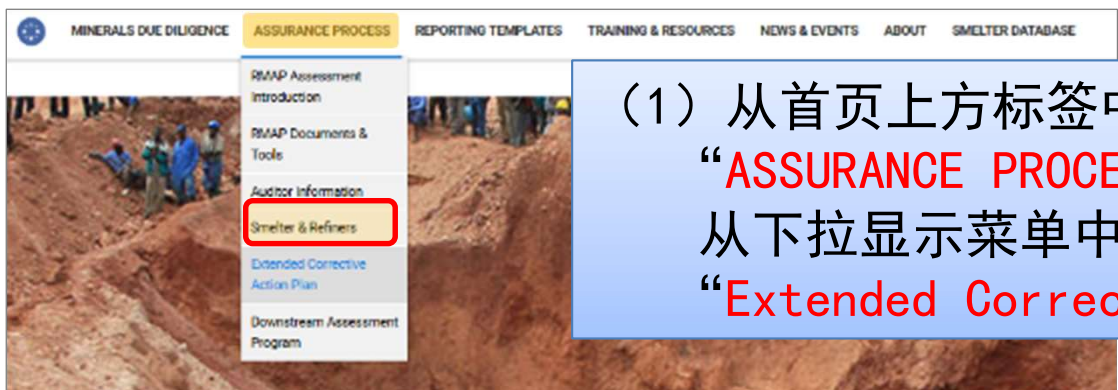 MINERALS DUE DILIGENCE ASSURANCE PROCESS REPORTING TEMPLATES TRAINING & RESOURCES NEWS & EVENTS ABOUT SMELTER DATABASE
RMAP Assessment
Introduction
RMAP Documents &
Tools
Auditor Information
Smelter & Refiners
Extended Corrective
Action Plan
Downstream Assessment
Program
（1）从首页上方标签中
“ASSURANCE PROCE
从下拉显示菜单中
“Extended Correc